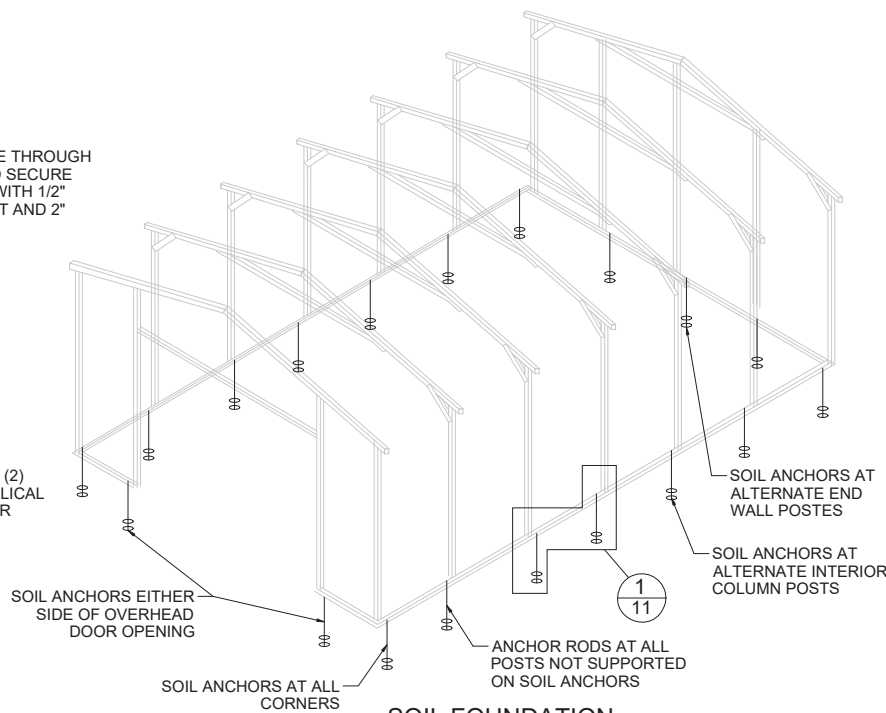 E THROUGH
SECURE
WITH 1/2"
T AND 2"
(2)
LICAL
R
SOIL ANCHORS EITHER
SIDE OF OVERHEAD
DOOR OPENING
SOIL ANCHORS AT ALL
CORNERS
ANCHOR RODS AT ALL
POSTS NOT SUPPORTED
ON SOIL ANCHORS
1
11
SOIL ANCHORS AT
ALTERNATE END
WALL POSTES
SOIL ANCHORS AT
ALTERNATE INTERIOR
COLUMN POSTS
SOIL FOUNDATION